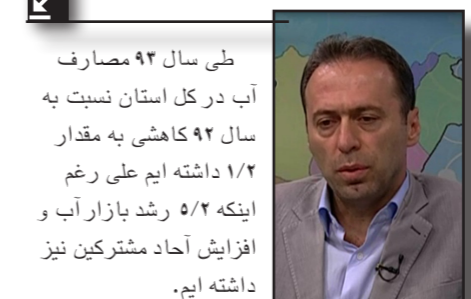 طی سال ۹۳ مصارف
آب در کل استان نسبت به
سال ۹۲ کاهشی به مقدار
۱/۲ داشته ایم علی رغم
اینکه ۵/۲ رشد بازار آب و
افزایش آحاد مشترکین نیز
داشته ایم.